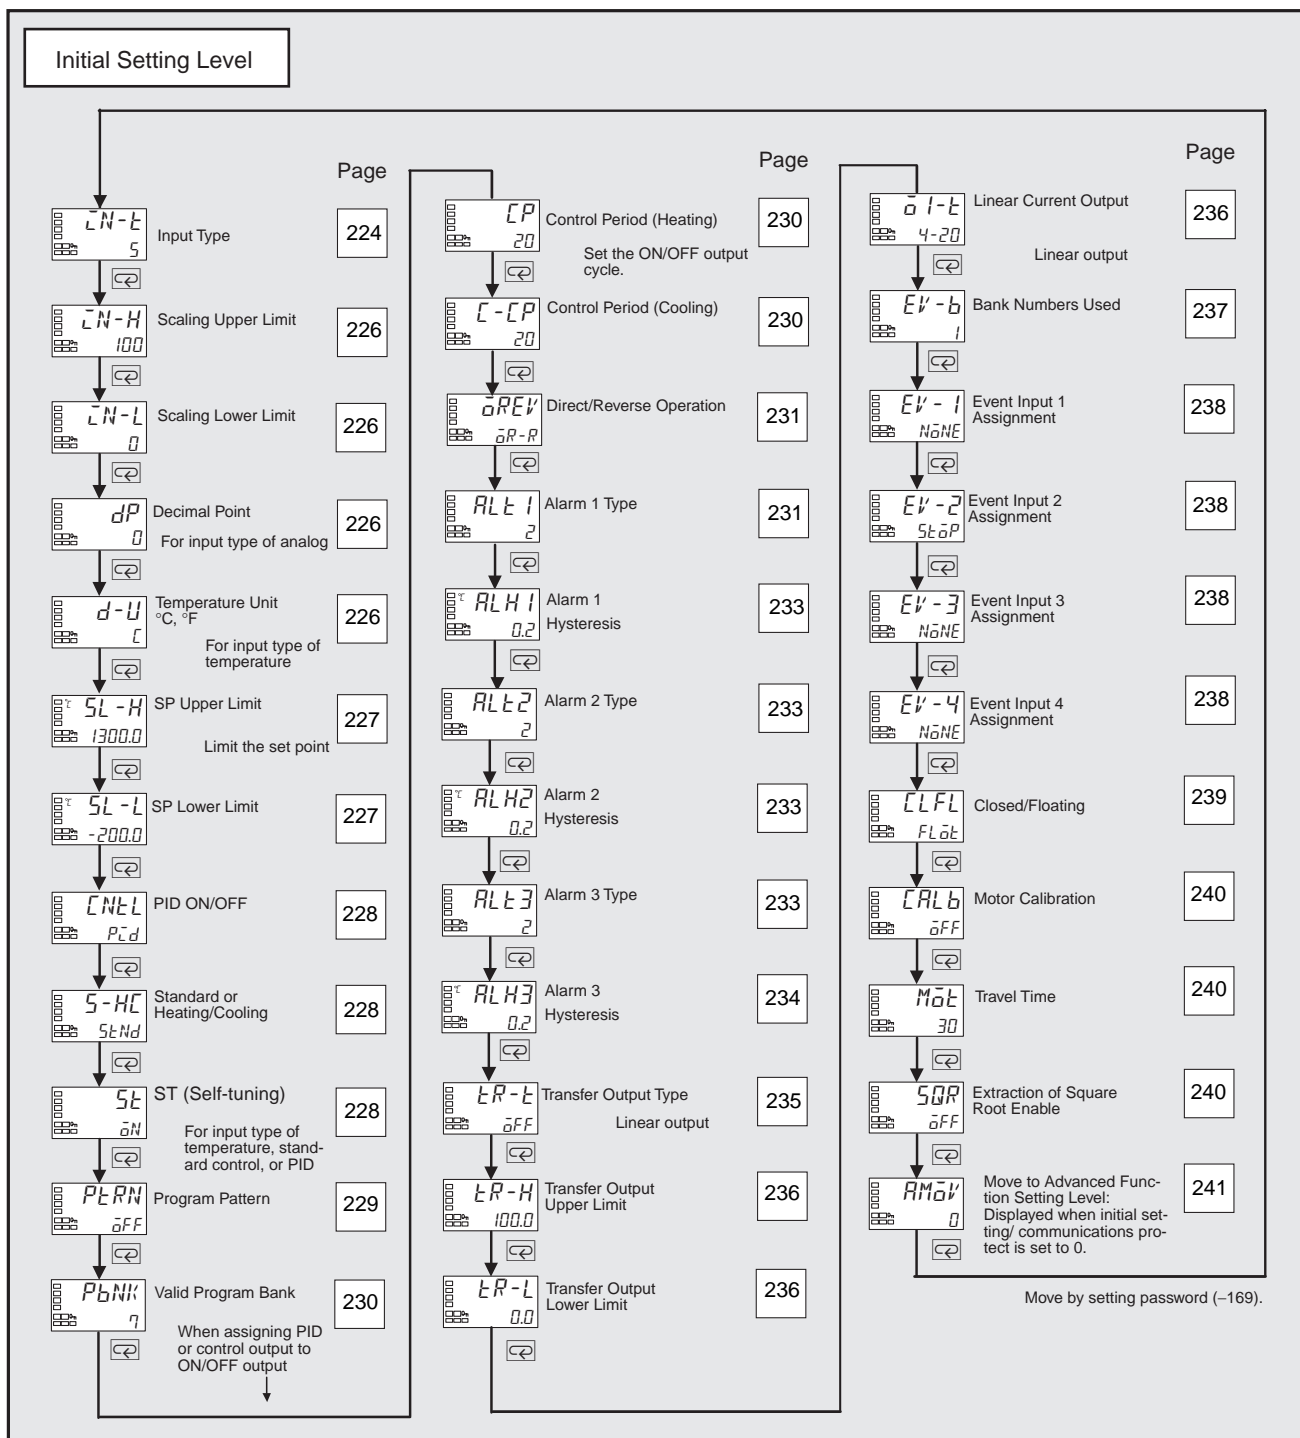 Initial Setting Level
Page
iN-t
5
Input Type
224
iN-H
100
Scaling Upper Limit
226
iN-L
0
Scaling Lower Limit
226
dP
0
Decimal Point
For input type of analog
226
d-U
C
Temperature Unit
°C, °F
For input type of
temperature
226
°C
SL-H
1300.0
SP Upper Limit
Limit the set point
227
°C
SL-L
-200.0
SP Lower Limit
227
CNtL
Pid
PID ON/OFF
228
S-HC
StNd
Standard or
Heating/Cooling
228
St
oN
ST (Self-tuning)
For input type of
temperature, stand-
ard control, or PID
228
PtRN
oFF
Program Pattern
229
PbNK
7
Valid Program Bank
230
When assigning PID
or control output to
ON/OFF output
Page
CP
20
Control Period (Heating)
Set the ON/OFF output
cycle.
230
C-CP
20
Control Period (Cooling)
230
oREV
oR-R
Direct/Reverse Operation
231
ALt1
2
Alarm 1 Type
231
°C
ALH1
0.2
Alarm 1
Hysteresis
233
ALt2
2
Alarm 2 Type
233
°C
ALH2
0.2
Alarm 2
Hysteresis
233
ALt3
2
Alarm 3 Type
233
°C
ALH3
0.2
Alarm 3
Hysteresis
234
tR-t
oFF
Transfer Output Type
Linear output
235
tR-H
100.0
Transfer Output
Upper Limit
236
tR-L
0.0
Transfer Output
Lower Limit
236
Page
o1-t
4-20
Linear Current Output
Linear output
236
EV-b
1
Bank Numbers Used
237
EV-1
NoNE
Event Input 1
Assignment
238
EV-2
StoP
Event Input 2
Assignment
238
EV-3
NoNE
Event Input 3
Assignment
238
EV-4
NoNE
Event Input 4
Assignment
238
CLFL
FLot
Closed/Floating
239
CALb
oFF
Motor Calibration
240
Mot
30
Travel Time
240
SQR
oFF
Extraction of Square
Root Enable
240
AMoV
0
Move to Advanced Func-
tion Setting Level:
Displayed when initial set-
ting/ communications pro-
tect is set to 0.
241
Move by setting password (–169).